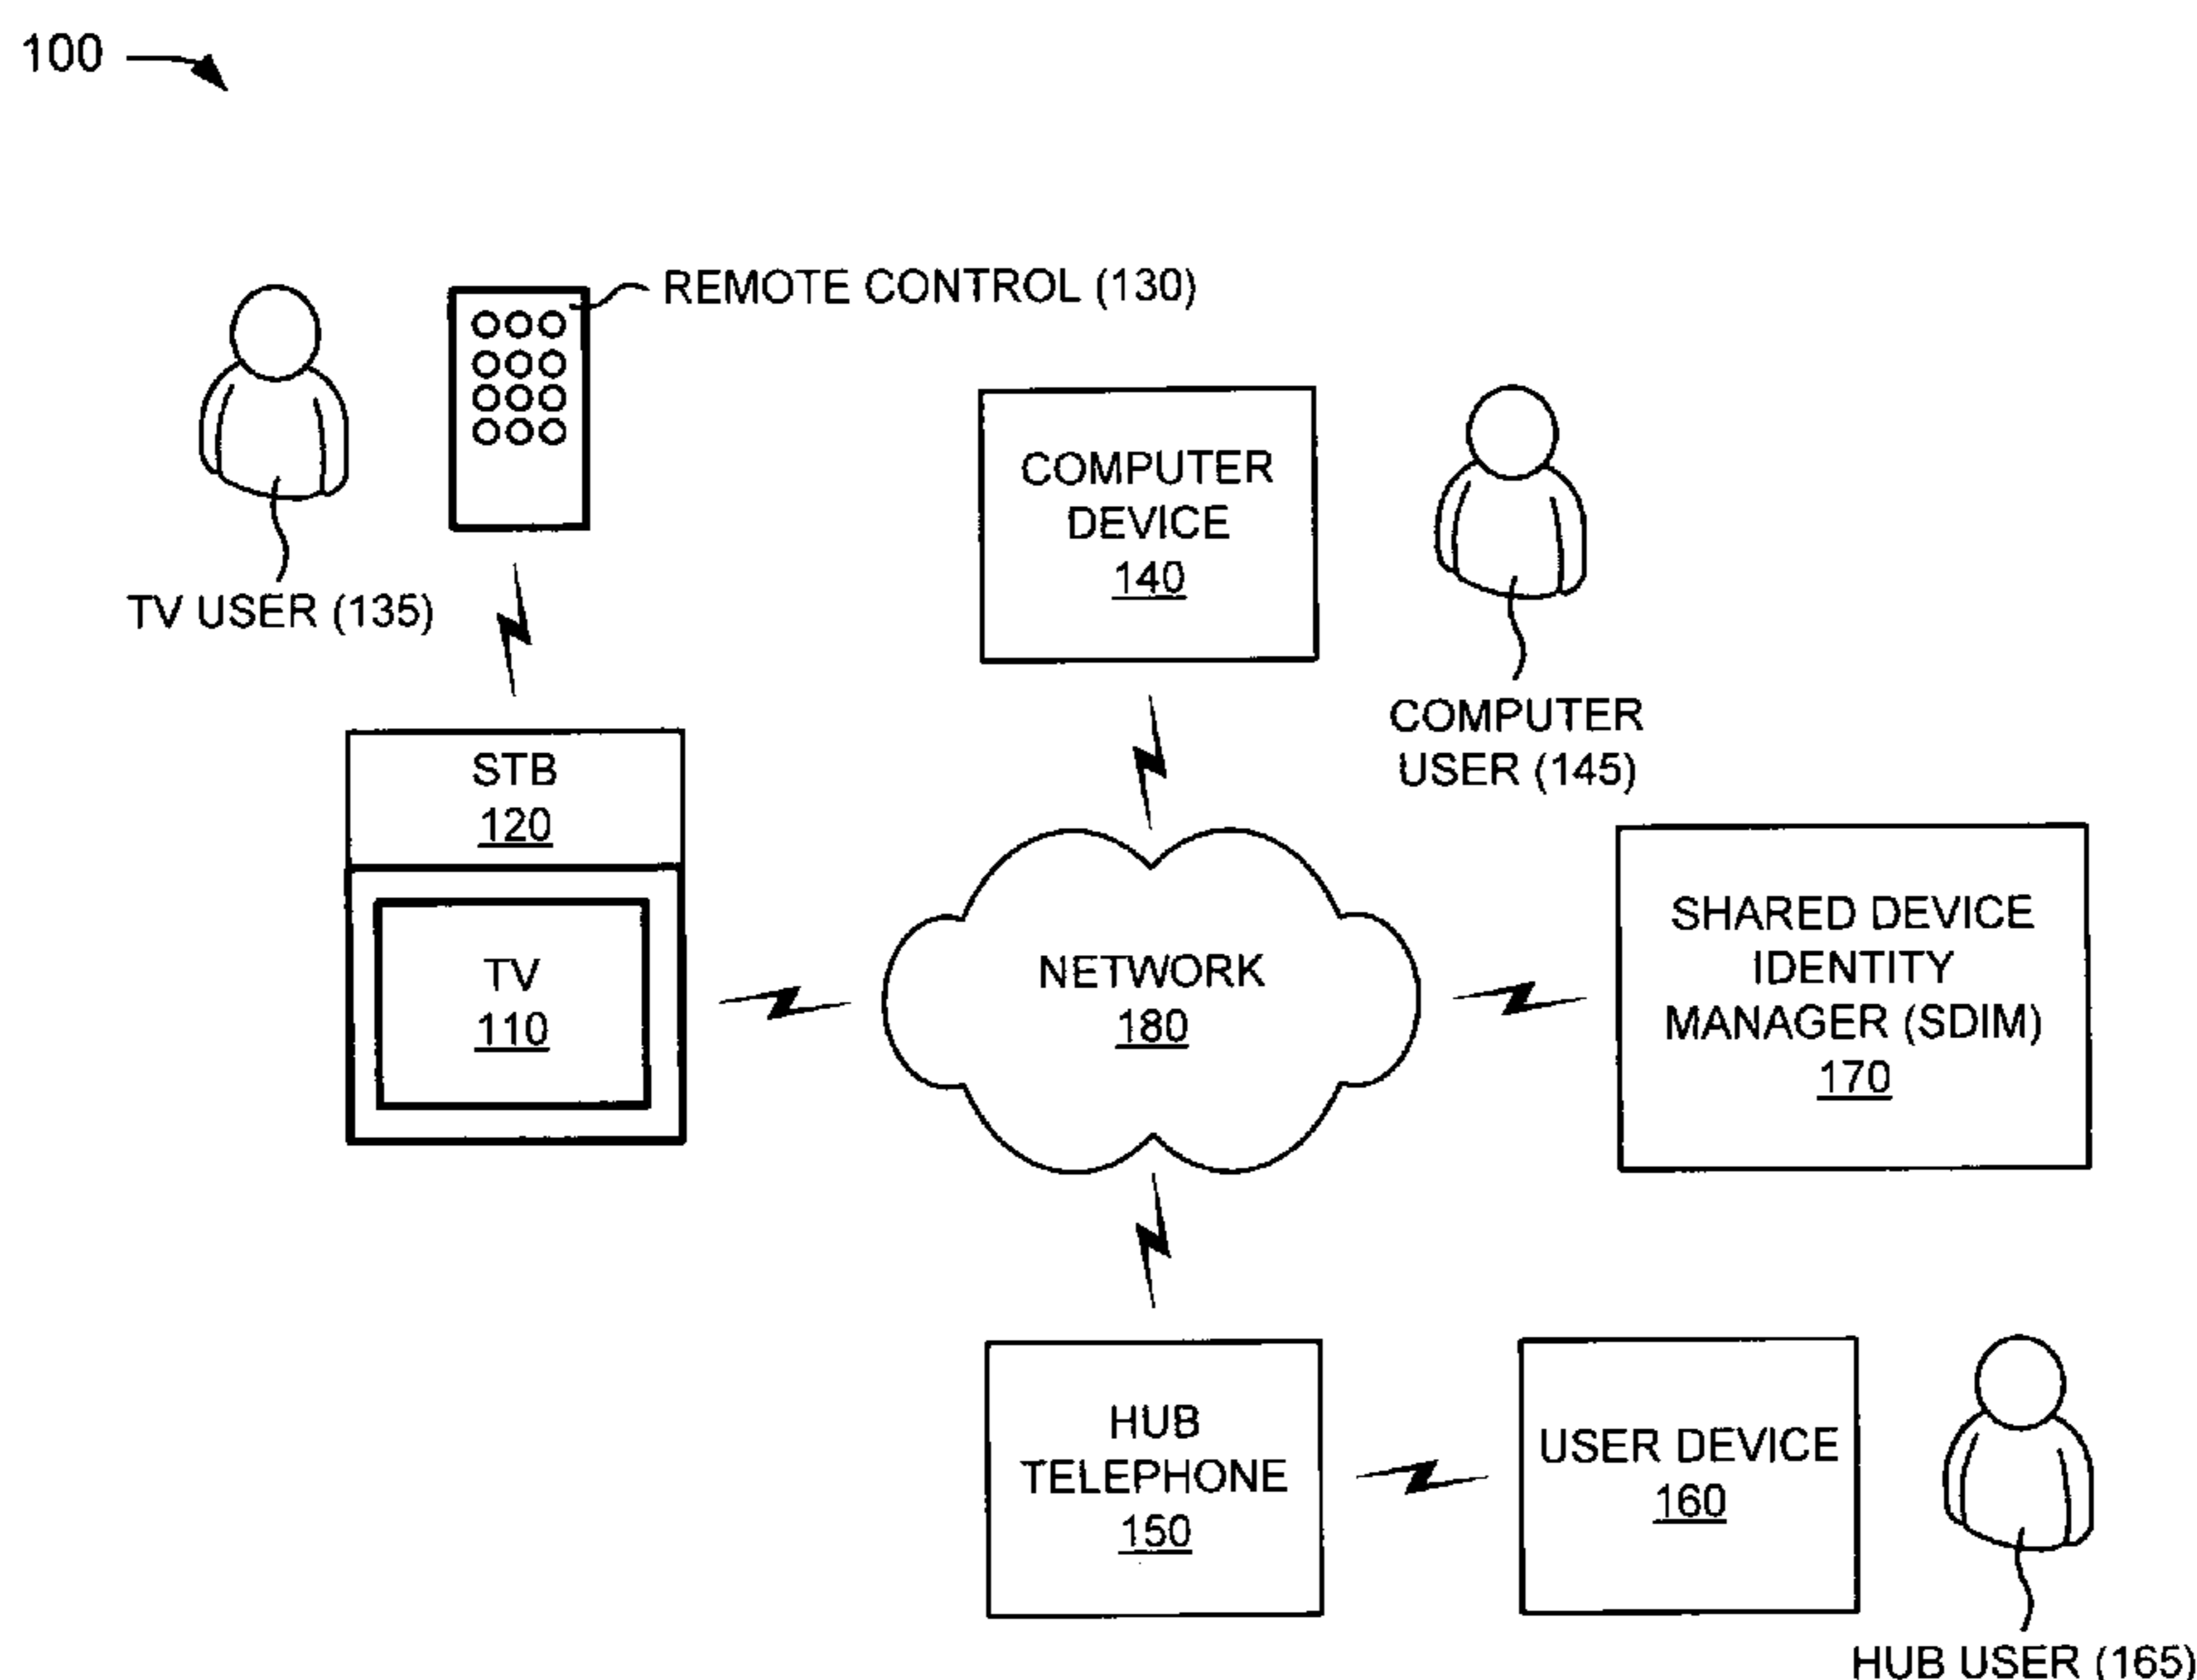 100
REMOTE CONTROL (130)
TV USER (135)
COMPUTER
DEVICE
140
COMPUTER
USER (145)
STB
120
TV
110
NETWORK
180
SHARED DEVICE
IDENTITY
MANAGER (SDIM)
170
HUB
TELEPHONE
150
USER DEVICE
160
HUB USER (165)